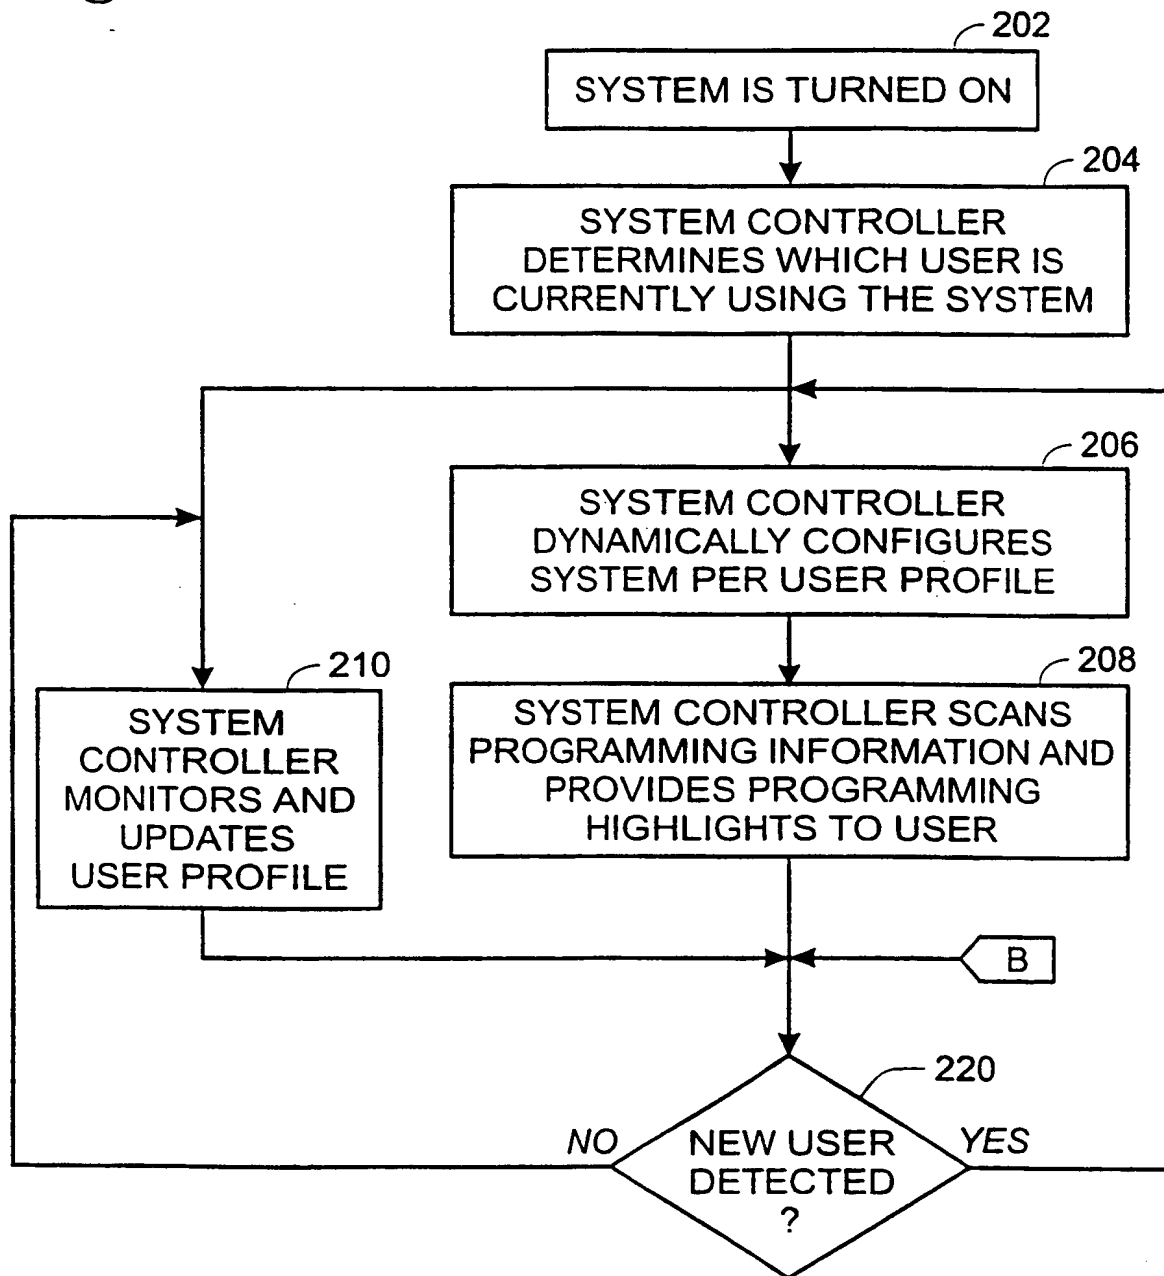 202
SYSTEM IS TURNED ON
204
SYSTEM CONTROLLER
DETERMINES WHICH USER IS
CURRENTLY USING THE SYSTEM
206
SYSTEM CONTROLLER
DYNAMICALLY CONFIGURES
SYSTEM PER USER PROFILE
210
SYSTEM
CONTROLLER
MONITORS AND
UPDATES
USER PROFILE
208
SYSTEM CONTROLLER SCANS
PROGRAMMING INFORMATION AND
PROVIDES PROGRAMMING
HIGHLIGHTS TO USER
B
220
NO
NEW USER
DETECTED
?
YES